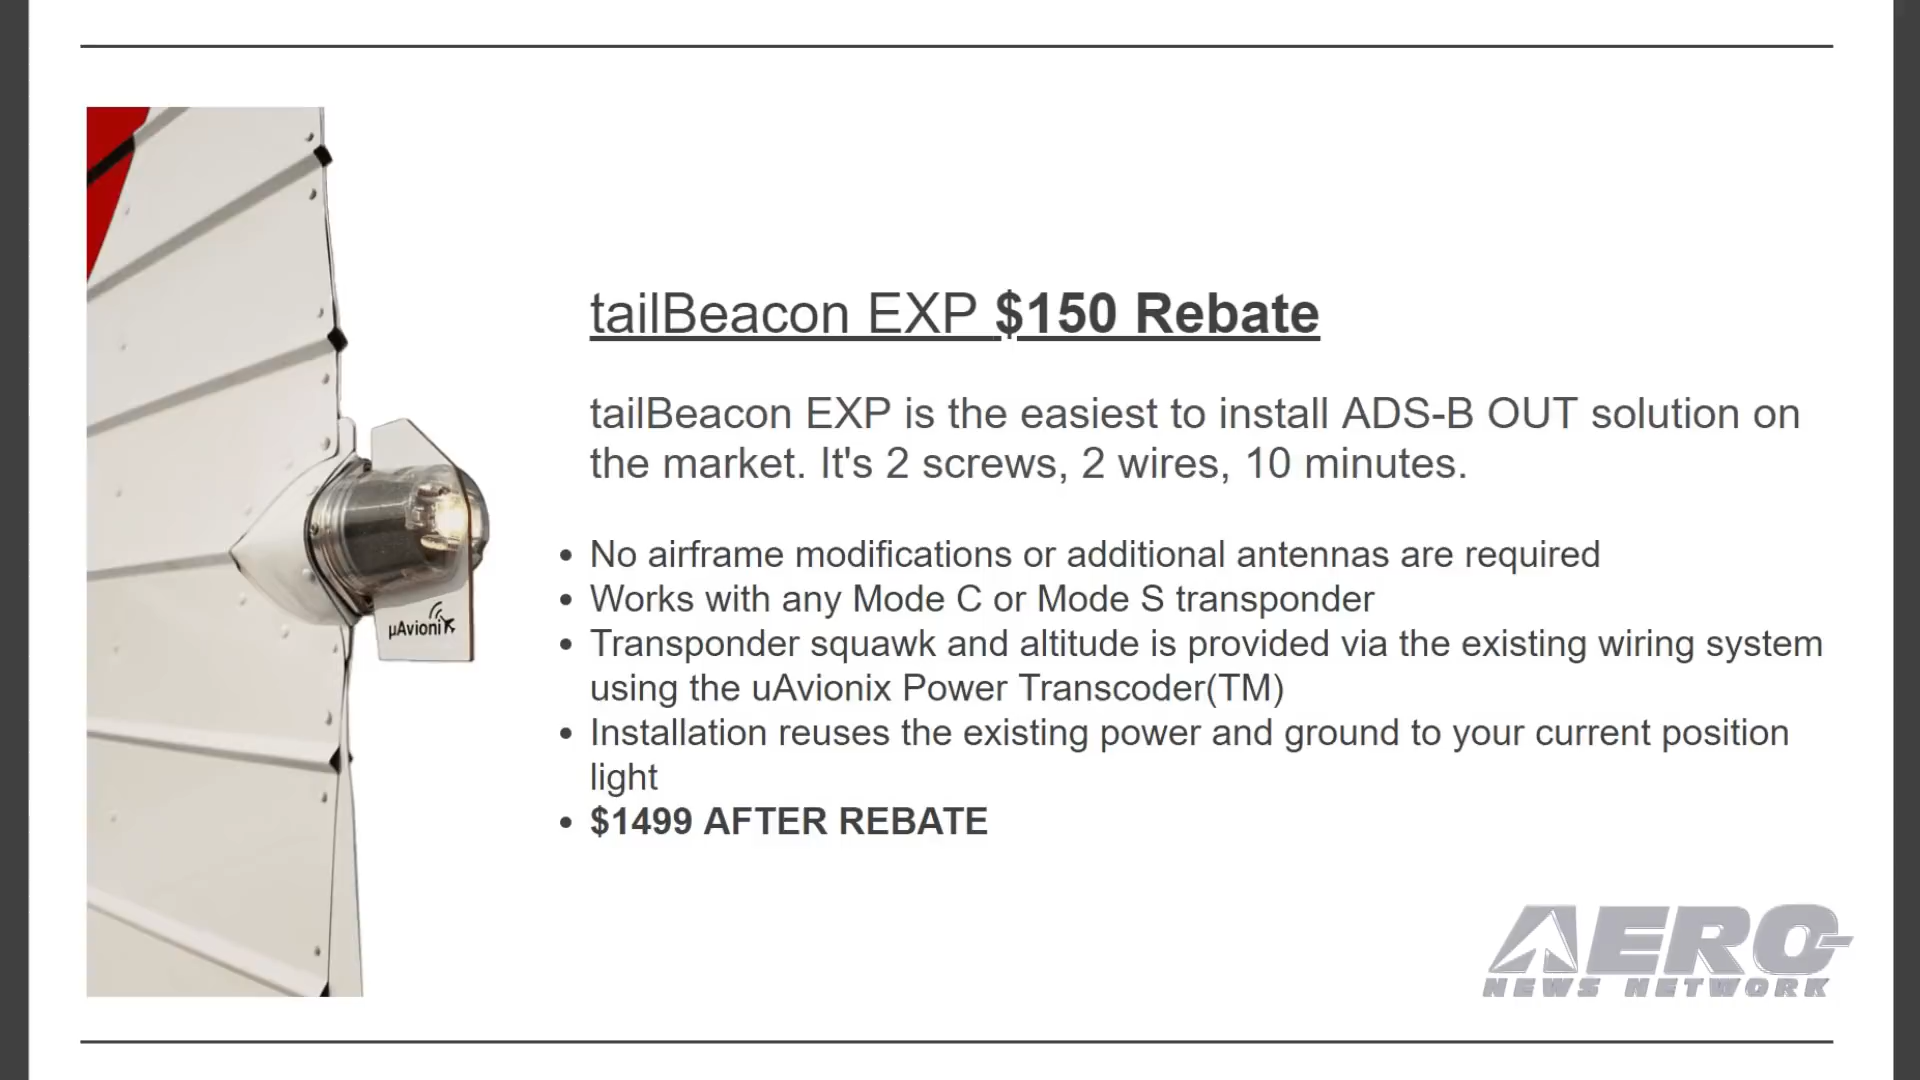 tailBeacon EXP $150 Rebate
tailBeacon EXP is the easiest to install ADS-B OUT solution on
the market. It's 2 screws, 2 wires, 10 minutes.
• No airframe modifications or additional antennas are required
• Works with any Mode C or Mode S transponder
• Transponder squawk and altitude is provided via the existing wiring system
using the uAvionix Power Transcoder(TM)
• Installation reuses the existing power and ground to your current position
light
• $1499 AFTER REBATE
µAvionix
AERO-
NEWS NETWORK